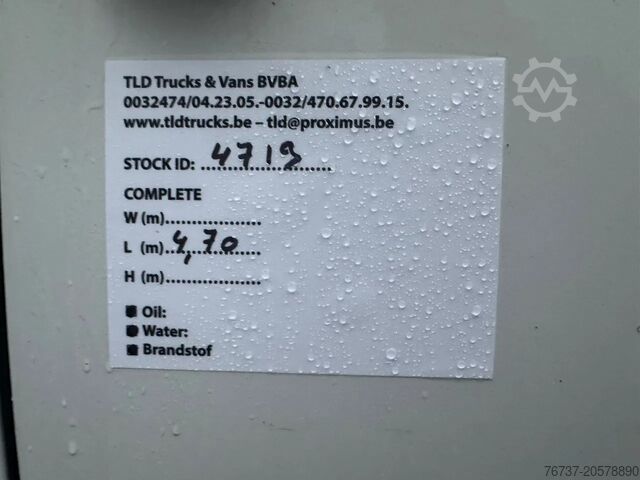 TLD Trucks & Vans BVBA
0032474/04.23.05.-0032/470.67.99.15.
www.tldtrucks.be – tld@proximus.be
STOCK ID: 4719
COMPLETE
W (m)
L (m) 4,70
H (m)
Oil:
Water:
Brandstof
76737-20578890